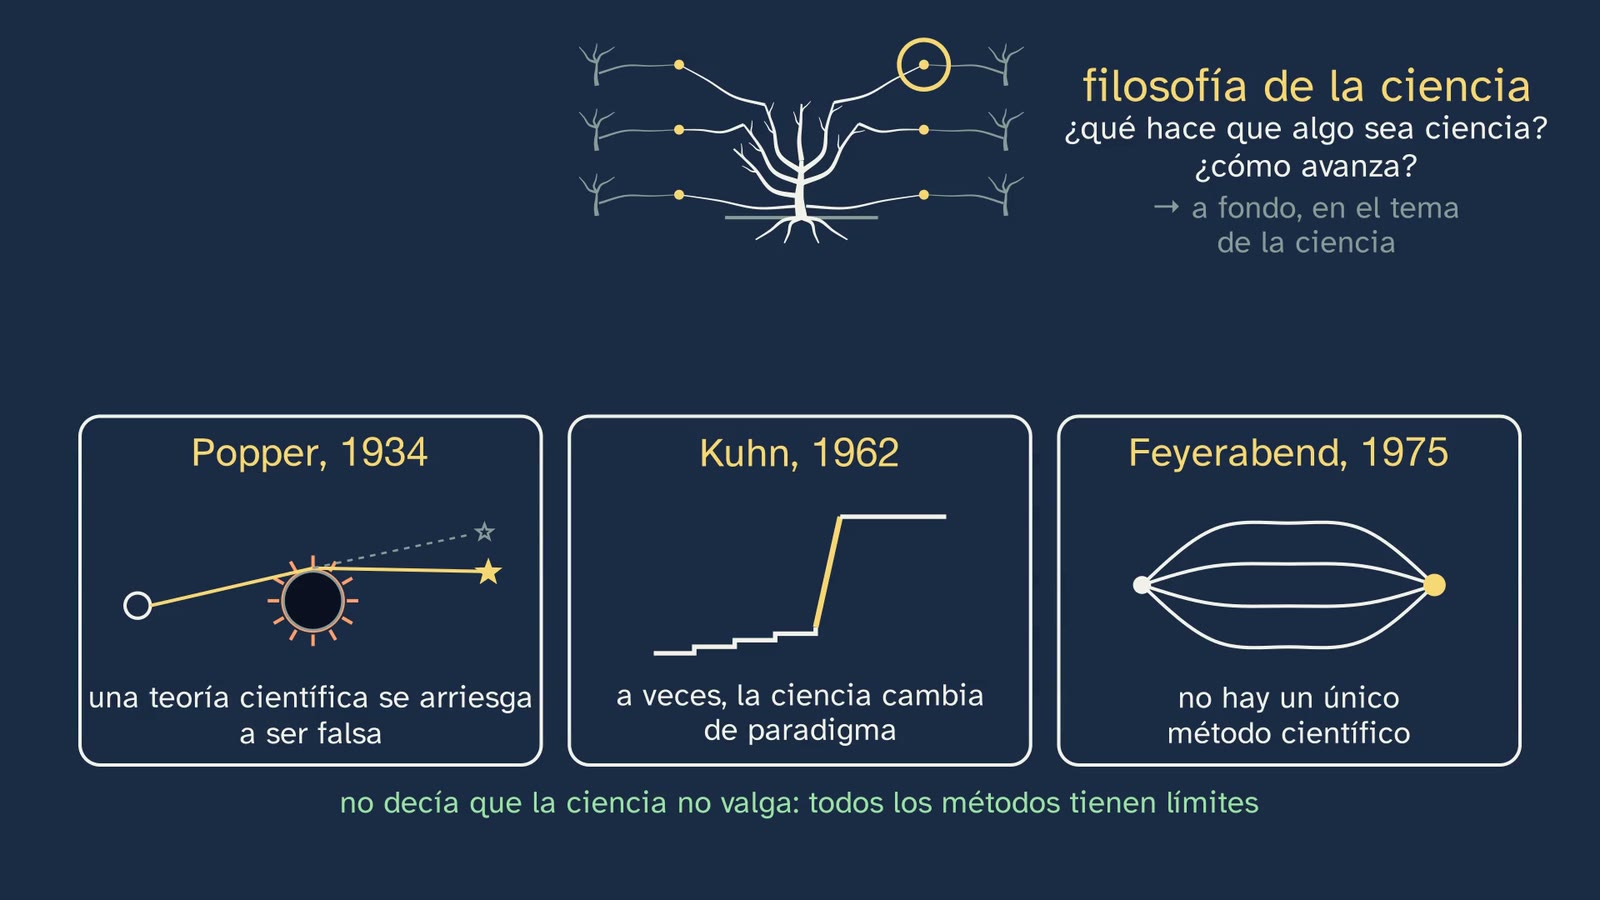 filosofía de la ciencia
¿qué hace que algo sea ciencia?
¿cómo avanza?
→ a fondo, en el tema
de la ciencia
Popper, 1934
una teoría científica se arriesga
a ser falsa
Kuhn, 1962
a veces, la ciencia cambia
de paradigma
Feyerabend, 1975
no hay un único
método científico
no decía que la ciencia no valga: todos los métodos tienen límites